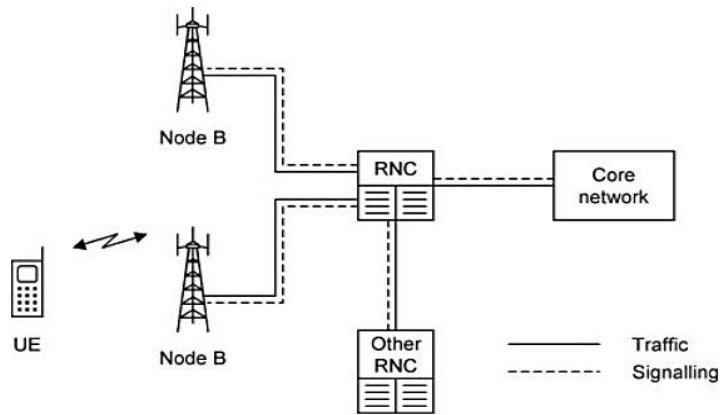 Node B
RNC
Core
network
UE
Node B
Other
RNC
Traffic
Signalling